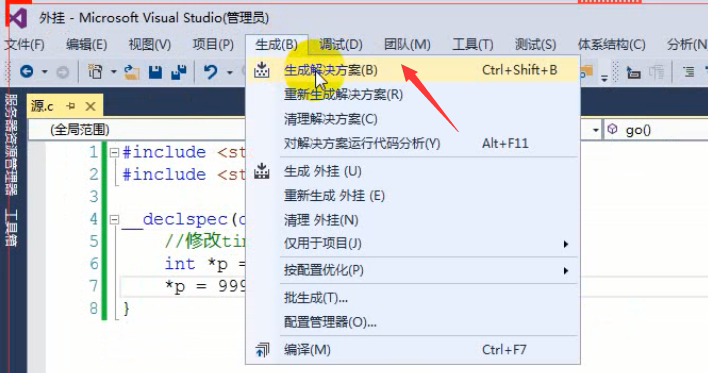 外挂 - Microsoft Visual Studio(管理员)
文件(F) 编辑(E) 视图(V) 项目(P) 生成(B) 调试(D) 团队(M) 工具(T) 测试(S) 体系结构(C) 分析(N
服务器资源管理器 工具箱
源.c
(全局范围)
go()
生成解决方案(B) Ctrl+Shift+B
重新生成解决方案(R)
清理解决方案(C)
对解决方案运行代码分析(Y) Alt+F11
生成 外挂 (U)
重新生成 外挂 (E)
清理 外挂(N)
仅用于项目(J)
按配置优化(P)
批生成(T)...
配置管理器(O)...
编译(M) Ctrl+F7
1 #include <st
2 #include <st
3
4 __declspec(d
5 //修改tim
6 int *p =
7 *p = 999
8 }